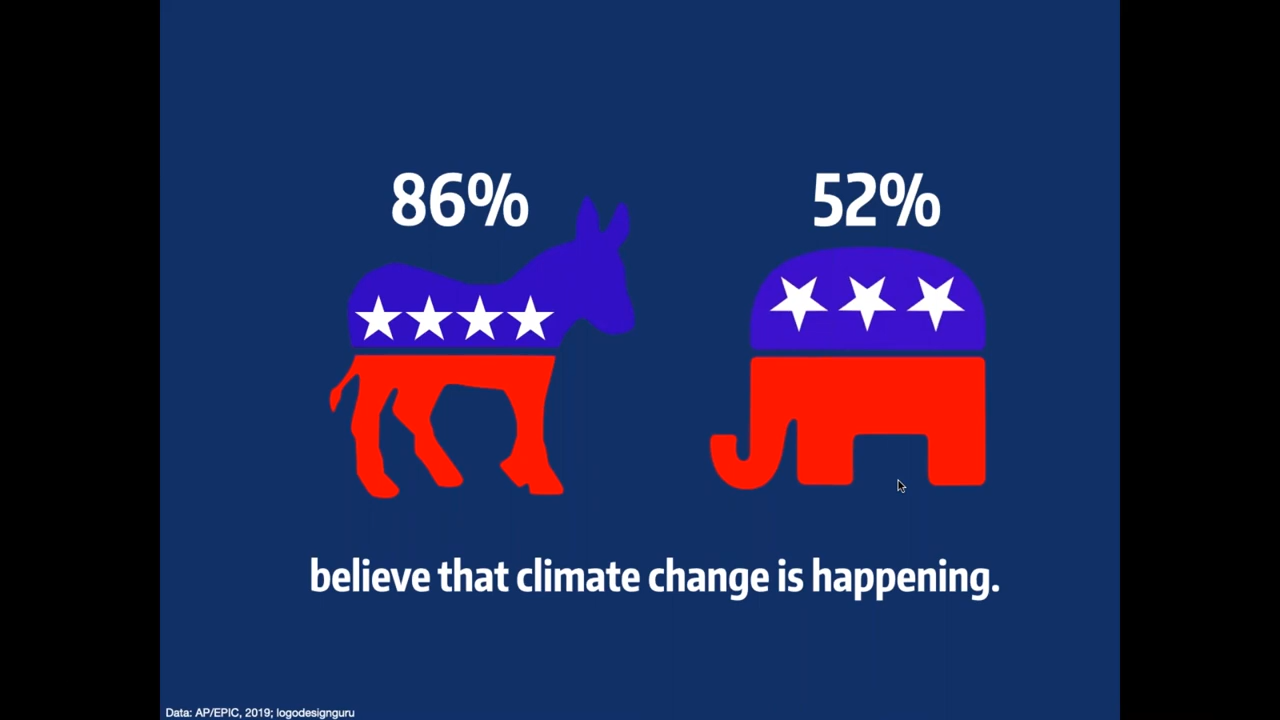 86%
52%
believe that climate change is happening.
Data: AP/EPIC, 2019; logodesignguru